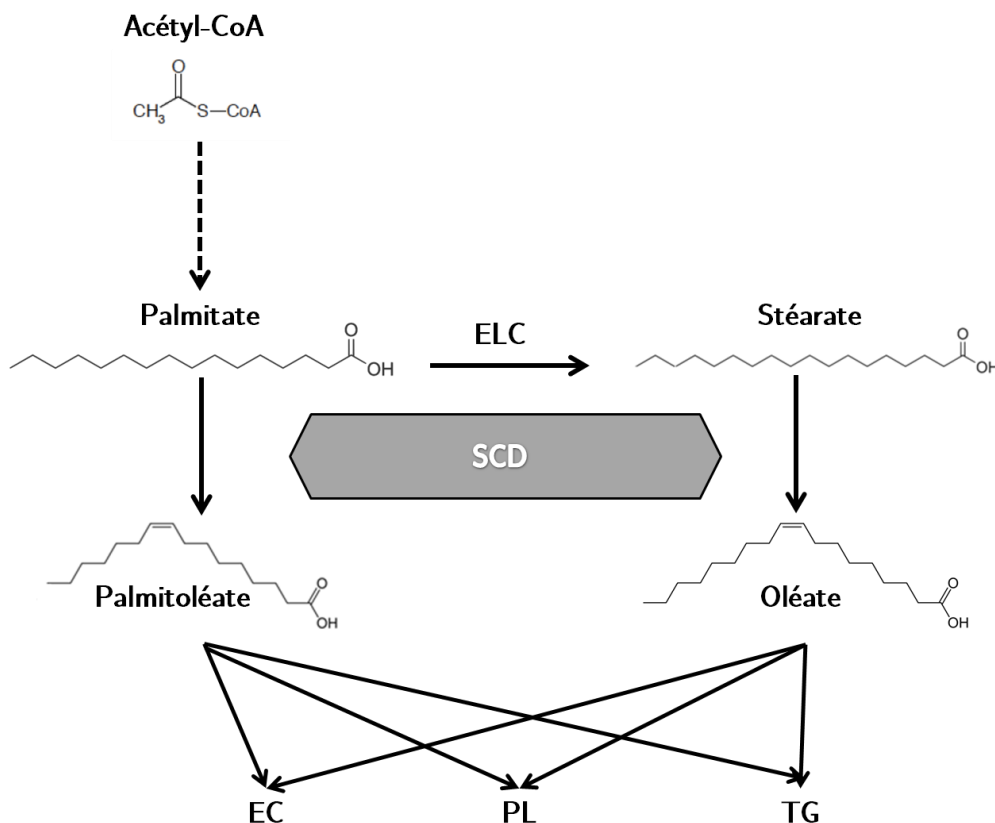 Acétyl-CoA
O
CH3 S CoA
Palmitate
ELC
Stéarate
O
OH
O
OH
SCD
Palmitoléate
O
OH
Oléate
O
OH
EC PL TG